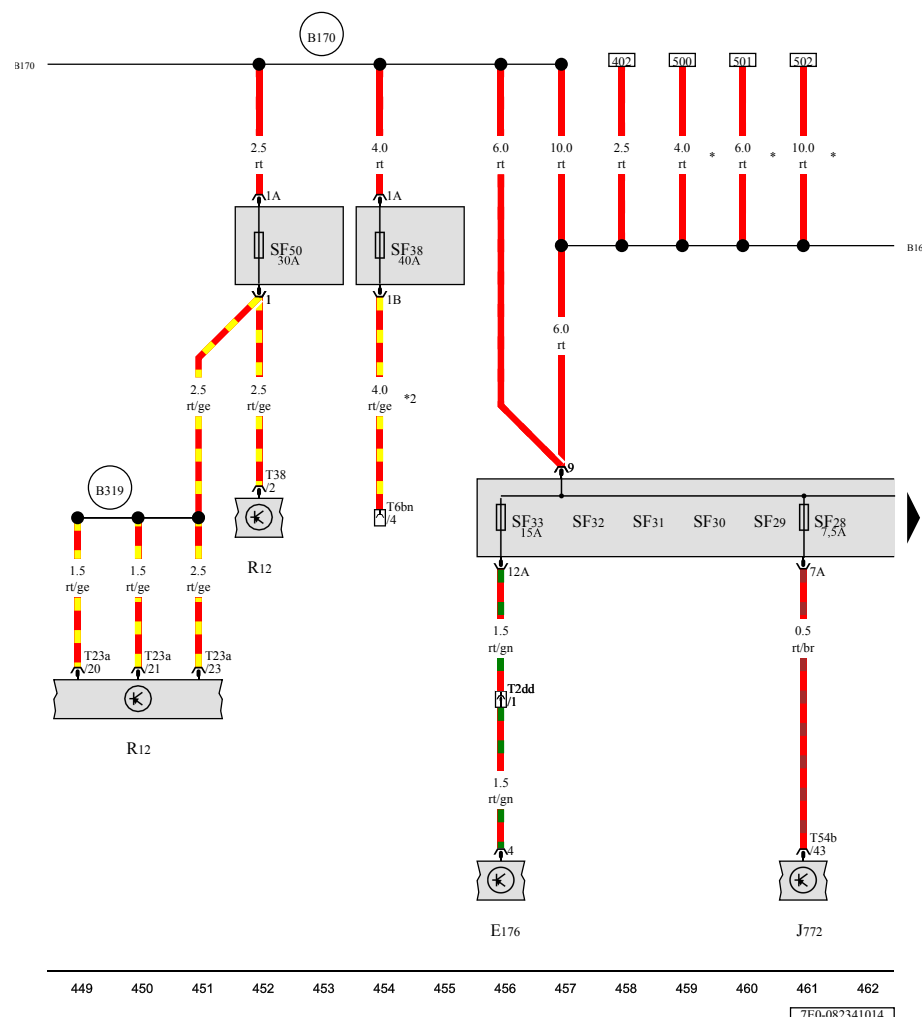 B170
B170
402 500 501 502
2.5 4.0 6.0 10.0 2.5 4.0 6.0 10.0
rt rt rt rt rt rt * rt * rt *
1A 1A
SF50 SF38
30A 40A
B16
1 1B
6.0
rt
2.5 2.5 4.0
rt/ge rt/ge rt/ge *2
9
T38
/2
B319
T6bn
/4
SF33 SF32 SF31 SF30 SF29 SF28
15A 7,5A
R12
12A 7A
1.5 1.5 2.5
rt/ge rt/ge rt/ge
1.5 0.5
rt/gn rt/br
T23a T23a T23a
/20 /21 /23
T2dd
/1
R12
1.5
rt/gn
T54b
4 /43
E176 J772
449 450 451 452 453 454 455 456 457 458 459 460 461 462
7E0-082341014